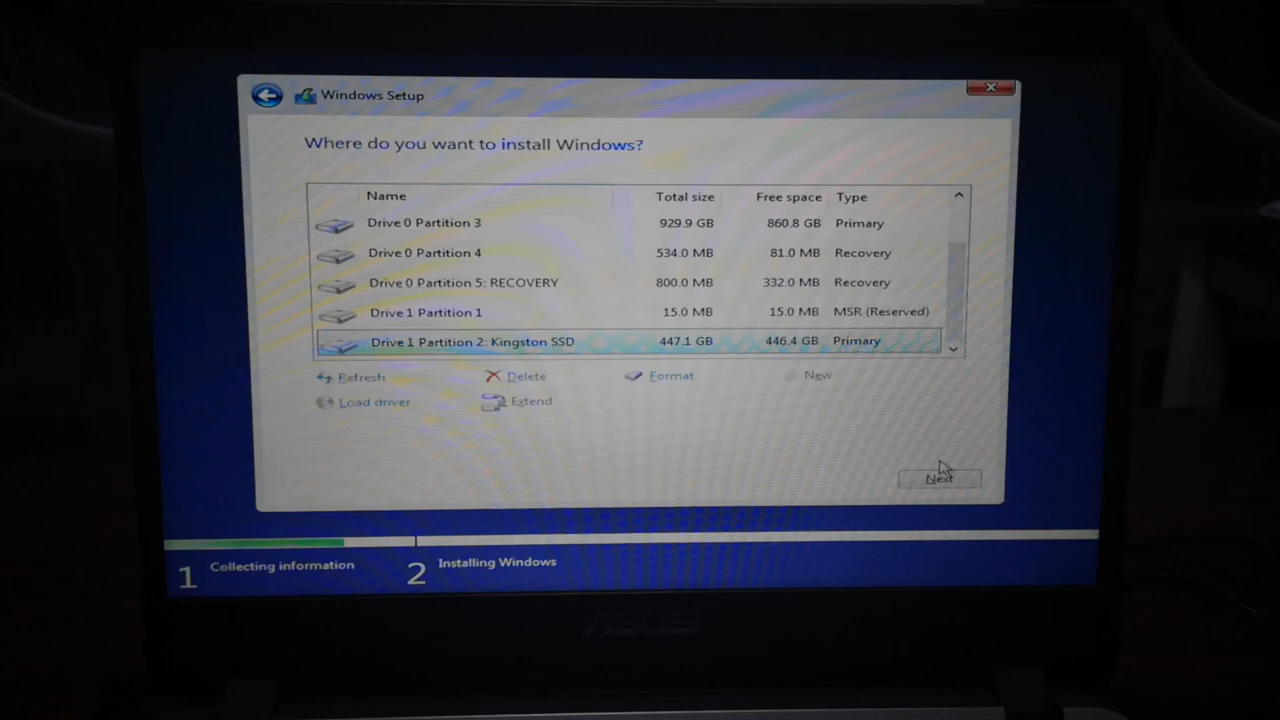 Windows Setup
Where do you want to install Windows?
Name Total size Free space Type
Drive 0 Partition 3 929.9 GB 860.8 GB Primary
Drive 0 Partition 4 534.0 MB 81.0 MB Recovery
Drive 0 Partition 5: RECOVERY 800.0 MB 332.0 MB Recovery
Drive 1 Partition 1 15.0 MB 15.0 MB MSR (Reserved)
Drive 1 Partition 2: Kingston SSD 447.1 GB 446.4 GB Primary
Refresh Delete Format New
Load driver Extend
Next
1 Collecting information 2 Installing Windows
ASUS